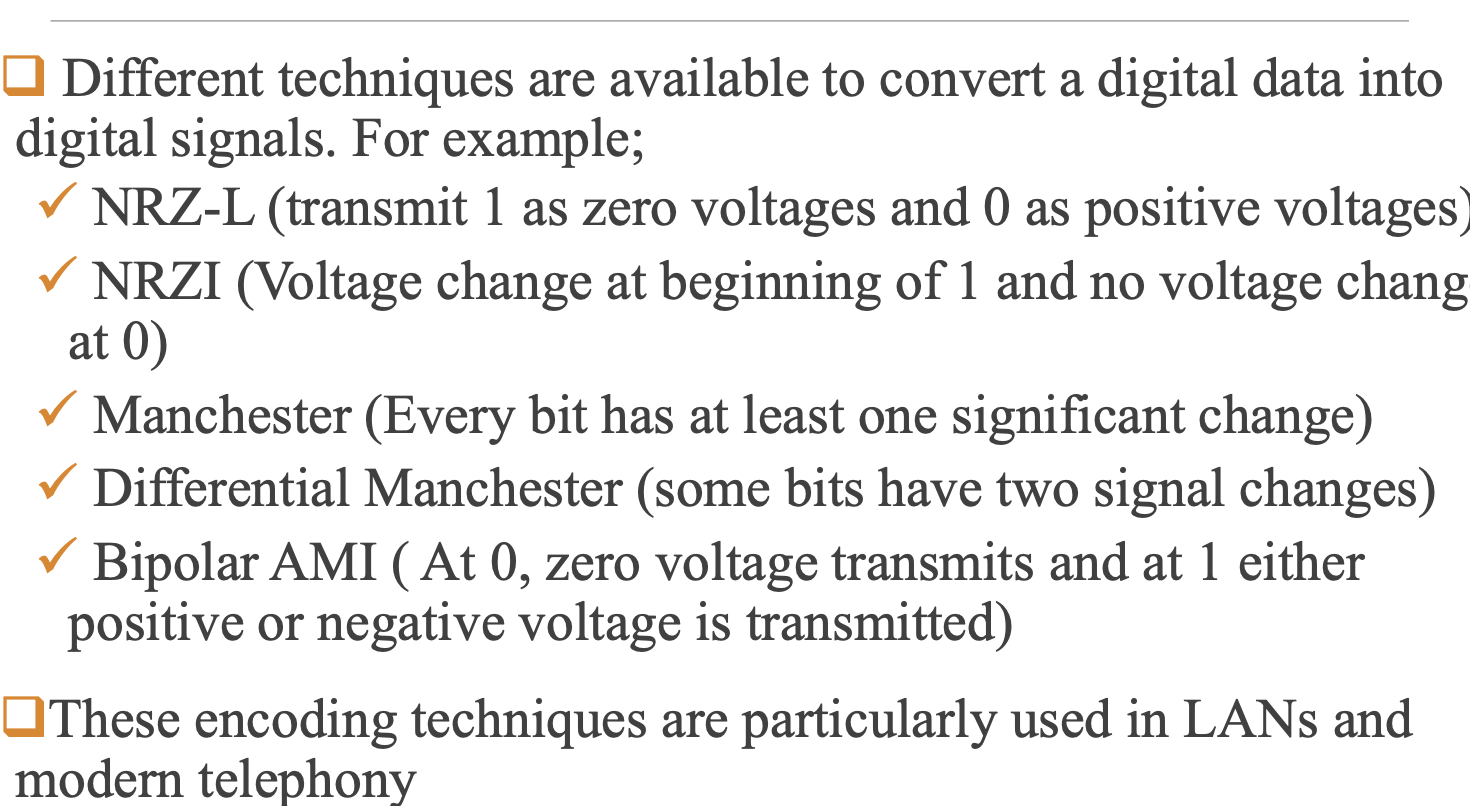 Different techniques are available to convert a digital data into
digital signals. For example;
NRZ-L (transmit 1 as zero voltages and 0 as positive voltages)
NRZI (Voltage change at beginning of 1 and no voltage chang
at 0)
Manchester (Every bit has at least one significant change)
Differential Manchester (some bits have two signal changes)
Bipolar AMI ( At 0, zero voltage transmits and at 1 either
positive or negative voltage is transmitted)
These encoding techniques are particularly used in LANs and
modern telephony